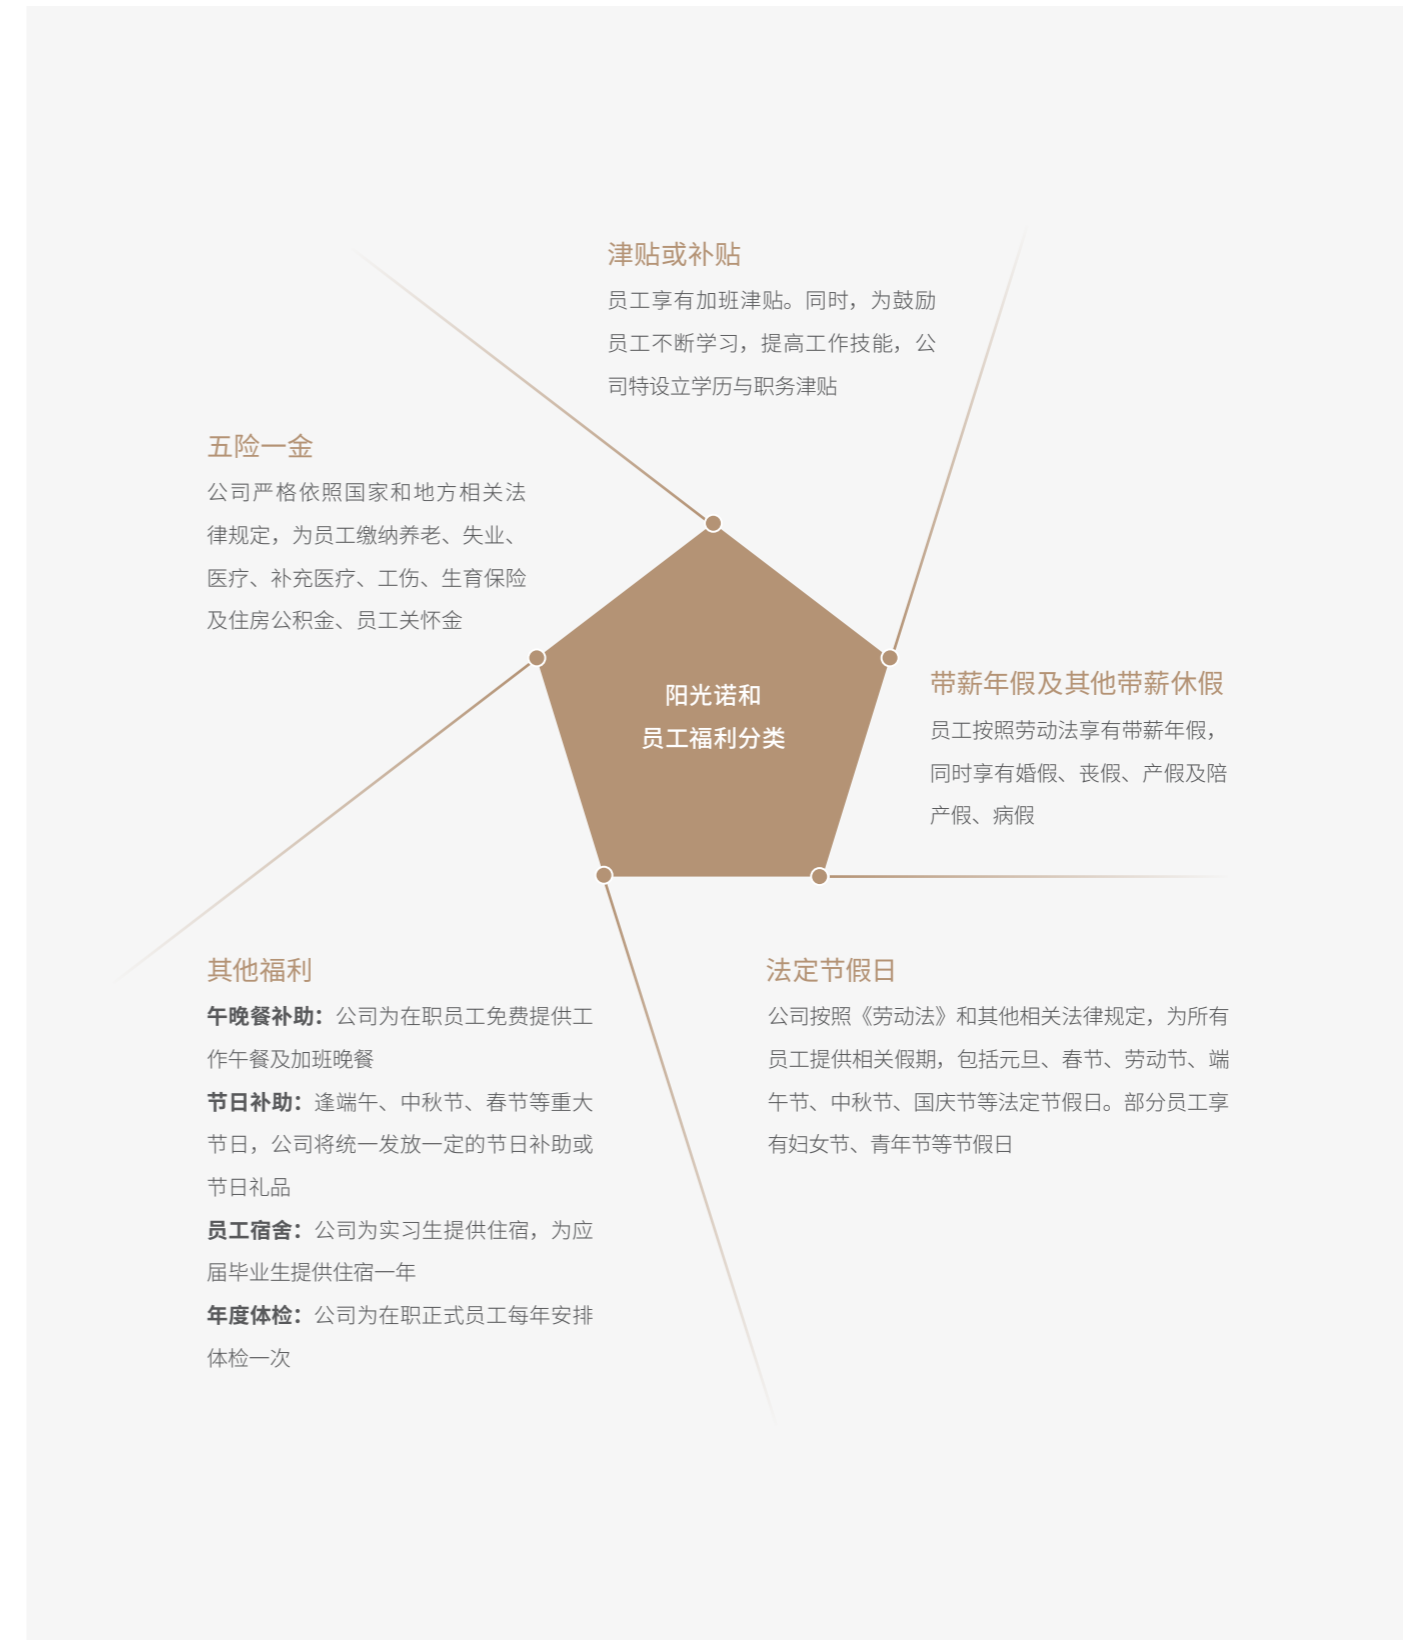 津贴或补贴
员工享有加班津贴。同时，为鼓励
员工不断学习，提高工作技能，公
司特设立学历与职务津贴
五险一金
公司严格依照国家和地方相关法
律规定，为员工缴纳养老、失业、
医疗、补充医疗、工伤、生育保险
及住房公积金、员工关怀金
阳光诺和
员工福利分类
带薪年假及其他带薪休假
员工按照劳动法享有带薪年假，
同时享有婚假、丧假、产假及陪
产假、病假
其他福利
午晚餐补助：公司为在职员工免费提供工
作午餐及加班晚餐
节日补助：逢端午、中秋节、春节等重大
节日，公司将统一发放一定的节日补助或
节日礼品
员工宿舍：公司为实习生提供住宿，为应
届毕业生提供住宿一年
年度体检：公司为在职正式员工每年安排
体检一次
法定节假日
公司按照《劳动法》和其他相关法律规定，为所有
员工提供相关假期，包括元旦、春节、劳动节、端
午节、中秋节、国庆节等法定节假日。部分员工享
有妇女节、青年节等节假日